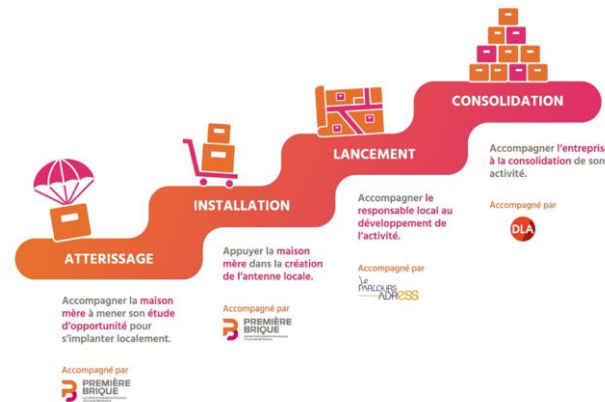 ATTERISSAGE
Accompagner la maison
mère à mener son étude
d'opportunité pour
s'implanter localement.
Accompagné par
PREMIÈRE
BRIQUE
INSTALLATION
Appuyer la maison
mère dans la création
de l'antenne locale.
Accompagné par
PREMIÈRE
BRIQUE
LANCEMENT
Accompagner le
responsable local au
développement de
l'activité.
Accompagné par
Le
PARCOURS
ADRESS
CONSOLIDATION
Accompagner l'entreprise
à la consolidation de son
activité.
Accompagné par
DLA